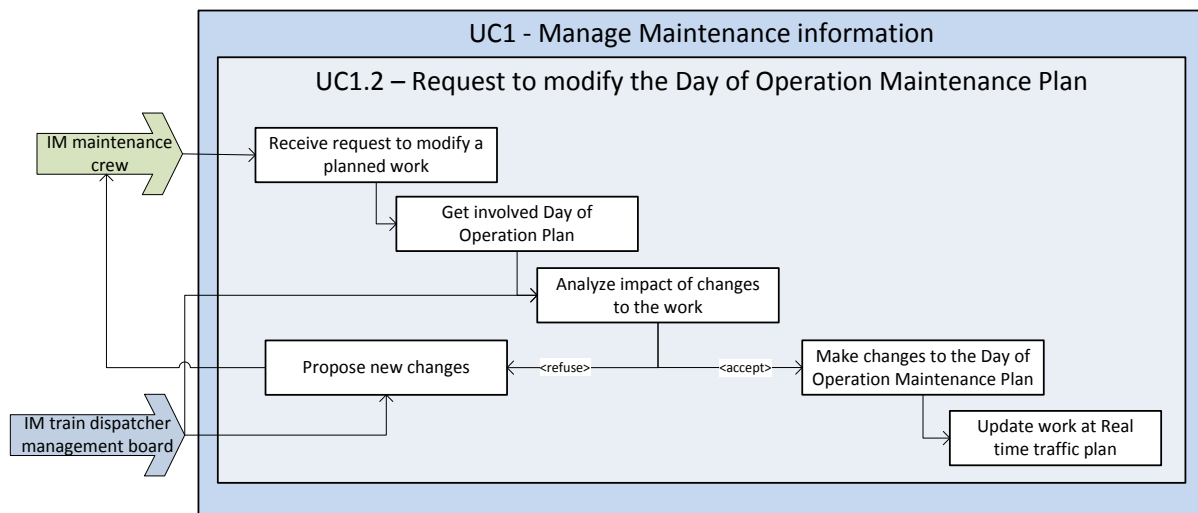 UC1 - Manage Maintenance information
UC1.2 – Request to modify the Day of Operation Maintenance Plan
IM maintenance
crew
Receive request to modify a
planned work
Get involved Day of
Operation Plan
Analyze impact of changes
to the work
Propose new changes
<refuse>
<accept>
Make changes to the Day of
Operation Maintenance Plan
IM train dispatcher
management board
Update work at Real
time traffic plan